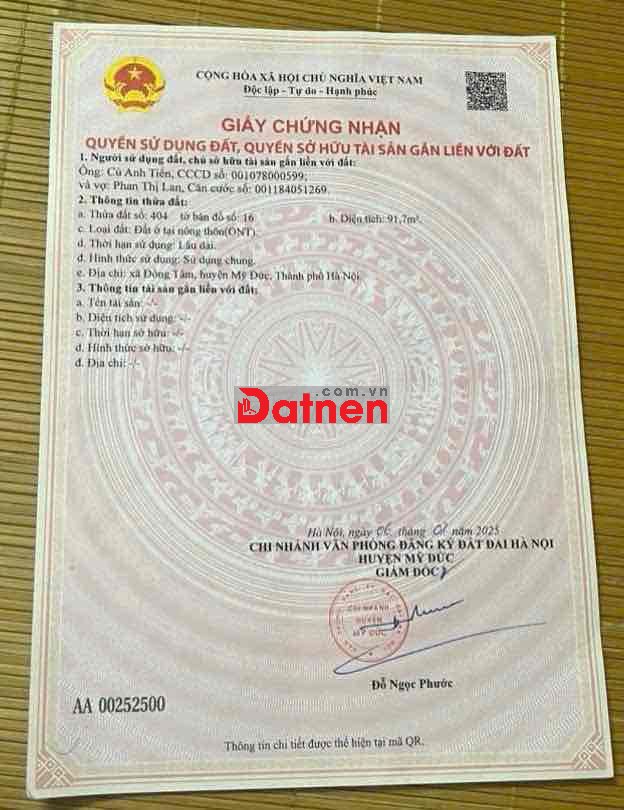 CỘNG HÒA XÃ HỘI CHỦ NGHĨA VIỆT NAM
Độc lập - Tự do - Hạnh phúc
GIẤY CHỨNG NHẬN
QUYỀN SỬ DỤNG ĐẤT, QUYỀN SỞ HỮU TÀI SẢN GẮN LIỀN VỚI ĐẤT
1. Người sử dụng đất, chủ sở hữu tài sản gắn liền với đất:
Ông: Cù Anh Tiến, CCCD số: 001078000599;
và vợ: Phan Thị Lan, Căn cước số: 001184051269.
2. Thông tin thửa đất:
a. Thửa đất số: 404 tờ bản đồ số: 16 b. Diện tích: 91,7m².
c. Loại đất: Đất ở tại nông thôn(ONT).
d. Thời hạn sử dụng: Lâu dài.
đ. Hình thức sử dụng: Sử dụng chung.
e. Địa chỉ: xã Đồng Tâm, huyện Mỹ Đức, Thành phố Hà Nội.
3. Thông tin tài sản gắn liền với đất:
a. Tên tài sản: -/-
b. Diện tích sử dụng: -/-
c. Thời hạn sở hữu: -/-
d. Hình thức sở hữu: -/-
đ. Địa chỉ: -/-
.com.vn
Datnen
Hà Nội, ngày 06 tháng 01 năm 2025
CHI NHÁNH VĂN PHÒNG ĐĂNG KÝ ĐẤT ĐAI HÀ NỘI
HUYỆN MỸ ĐỨC
GIÁM ĐỐC
CHI NHÁNH
HUYỆN
MỸ ĐỨC
Đỗ Ngọc Phước
AA 00252500
Thông tin chi tiết được thể hiện tại mã QR.